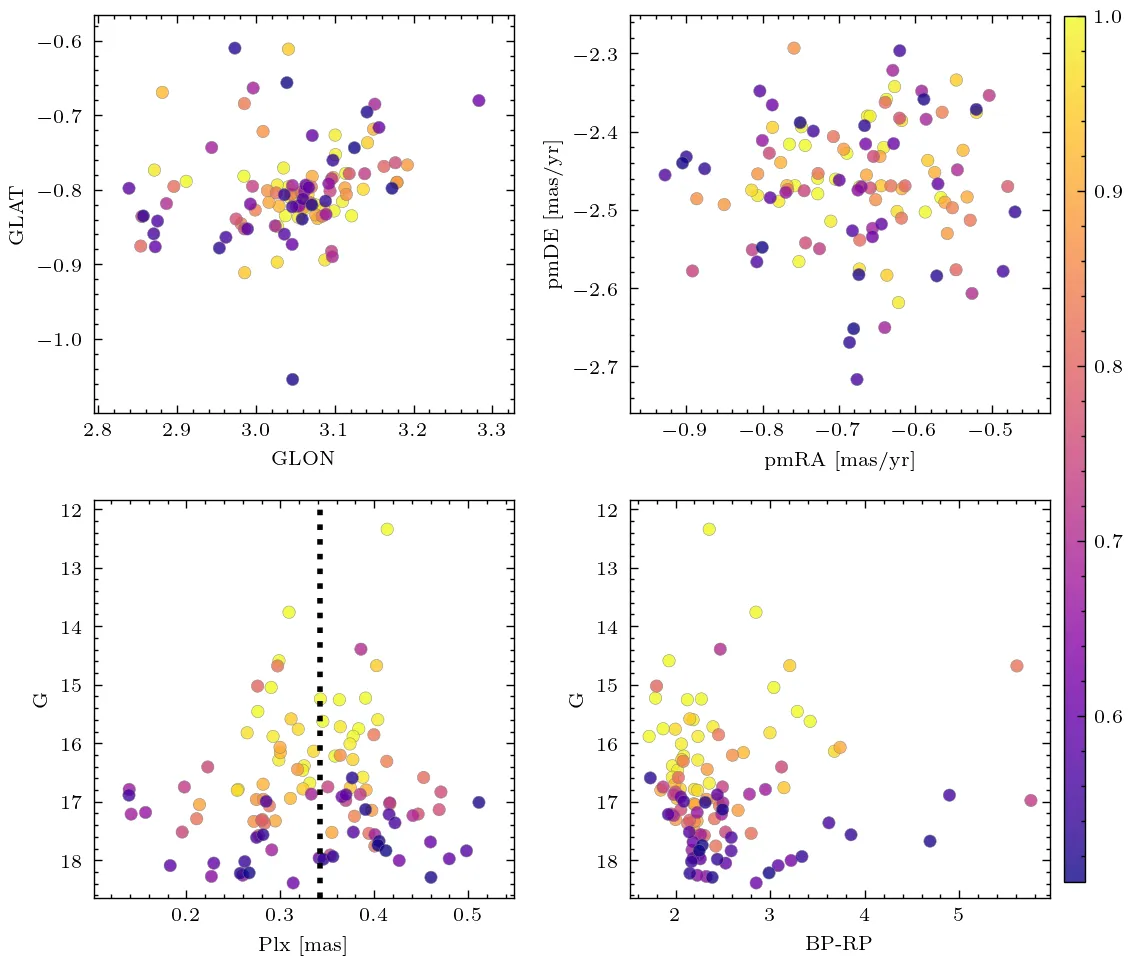 −0.6
−0.7
−0.8
−0.9
−1.0
GLAT
2.8 2.9 3.0 3.1 3.2 3.3
GLON
−2.3
−2.4
−2.5
−2.6
−2.7
pmDE [mas/yr]
−0.9 −0.8 −0.7 −0.6 −0.5
pmRA [mas/yr]
12
13
14
15
16
17
18
G
0.2 0.3 0.4 0.5
Plx [mas]
12
13
14
15
16
17
18
G
2 3 4 5
BP-RP
1.0
0.9
0.8
0.7
0.6